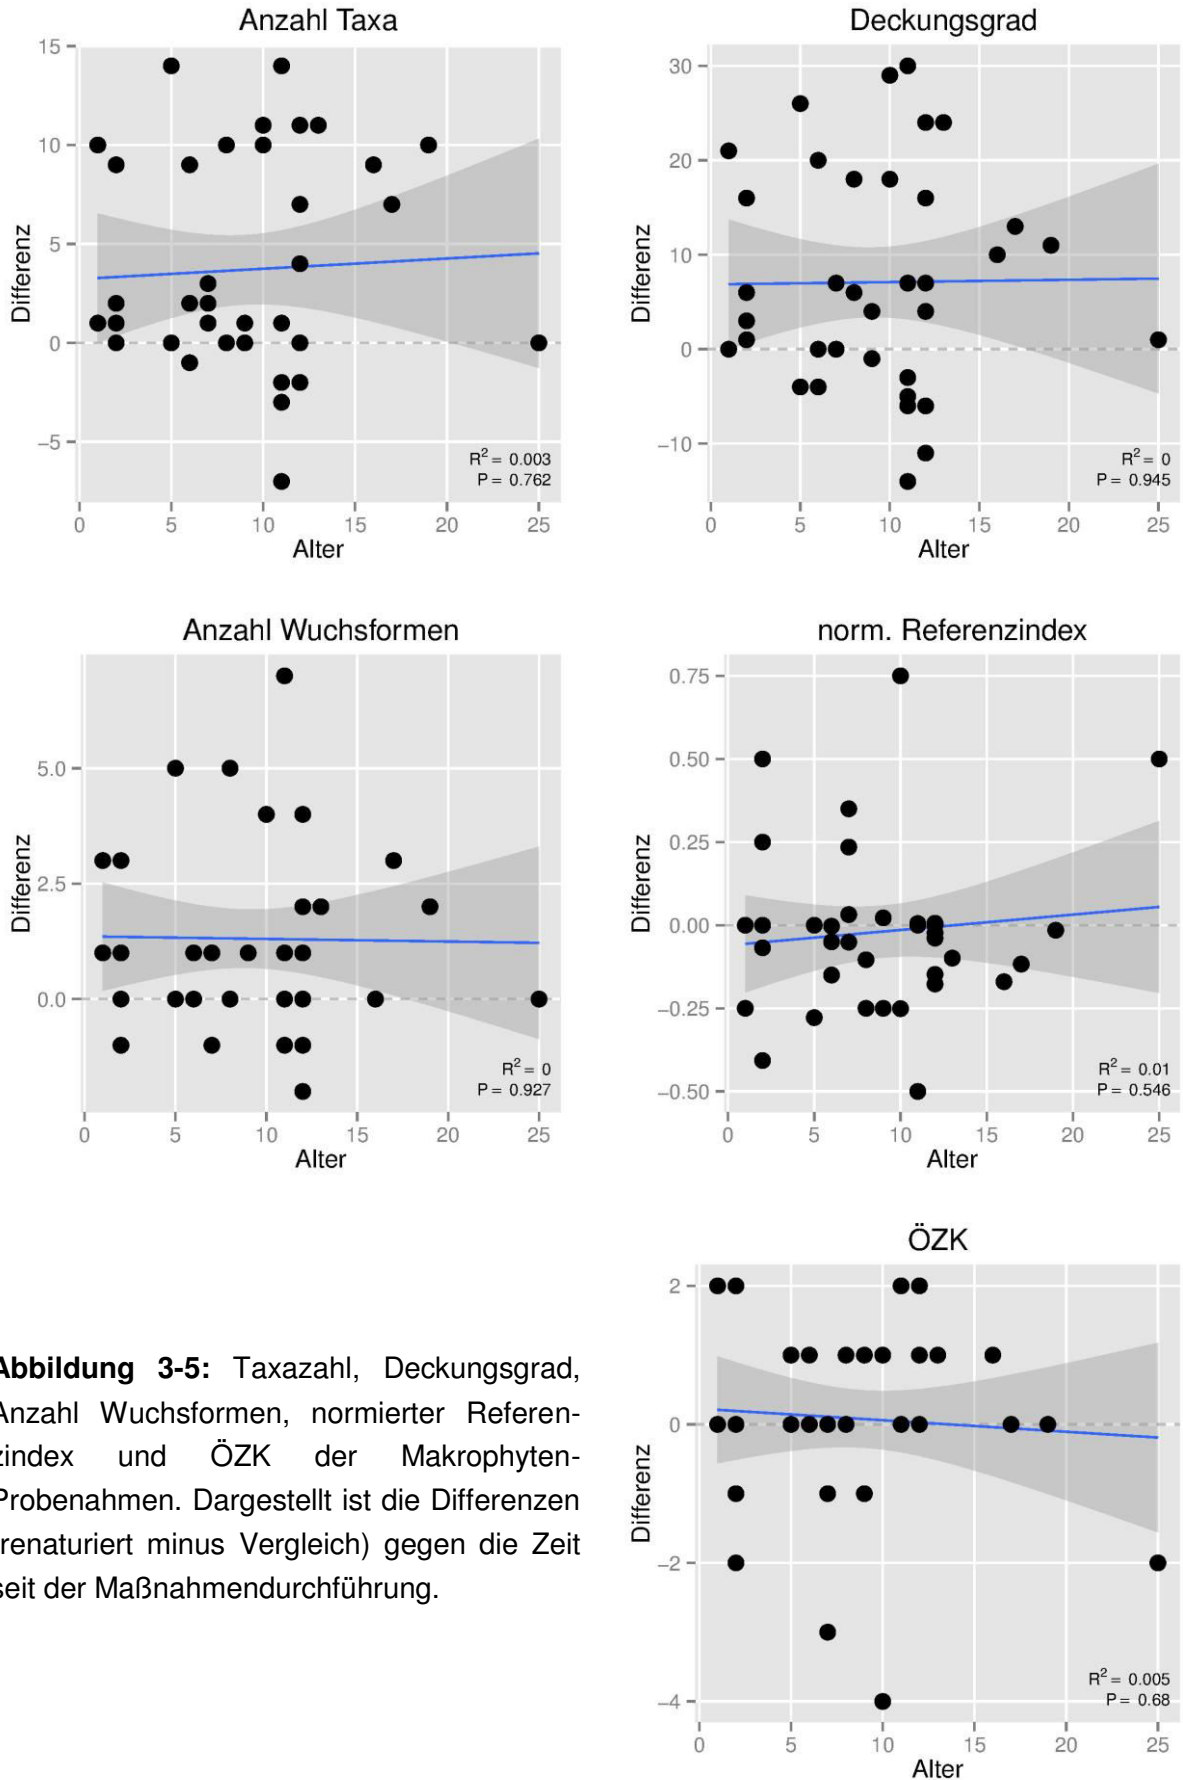 Anzahl Taxa
15
10
5
0
−5
Differenz
R² = 0.003
P = 0.762
0 5 10 15 20 25
Alter
Deckungsgrad
30
20
10
0
−10
Differenz
R² = 0
P = 0.945
0 5 10 15 20 25
Alter
Anzahl Wuchsformen
5.0
2.5
0.0
Differenz
R² = 0
P = 0.927
0 5 10 15 20 25
Alter
norm. Referenzindex
0.75
0.50
0.25
0.00
−0.25
−0.50
Differenz
R² = 0.01
P = 0.546
0 5 10 15 20 25
Alter
ÖZK
2
0
−2
−4
Differenz
R² = 0.005
P = 0.68
0 5 10 15 20 25
Alter
Abbildung 3-5: Taxazahl, Deckungsgrad,
Anzahl Wuchsformen, normierter Referen-
zindex und ÖZK der Makrophyten-
Probenahmen. Dargestellt ist die Differenzen
renaturiert minus Vergleich) gegen die Zeit
seit der Maßnahmendurchführung.